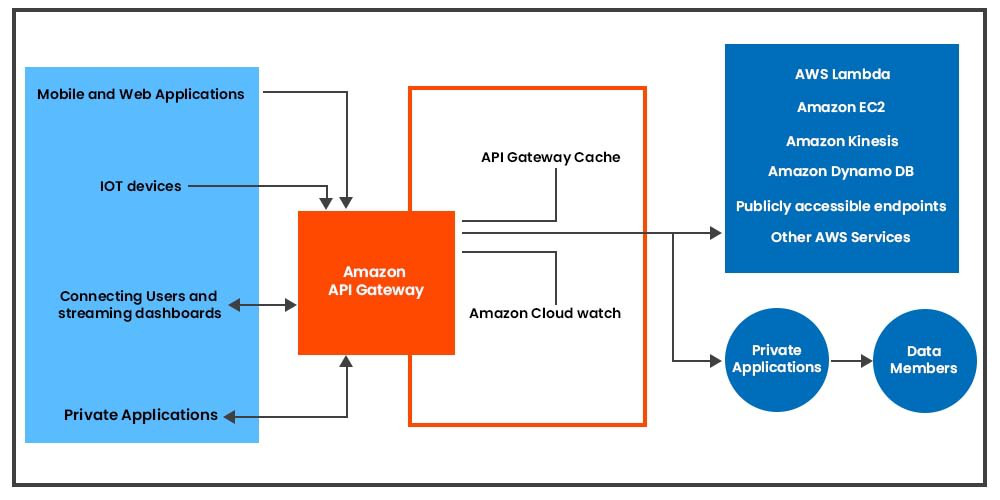 Mobile and Web Applications
IOT devices
Connecting Users and
streaming dashboards
Private Applications
Amazon
API Gateway
API Gateway Cache
Amazon Cloud watch
AWS Lambda
Amazon EC2
Amazon Kinesis
Amazon Dynamo DB
Publicly accessible endpoints
Other AWS Services
Private
Applications
Data
Members